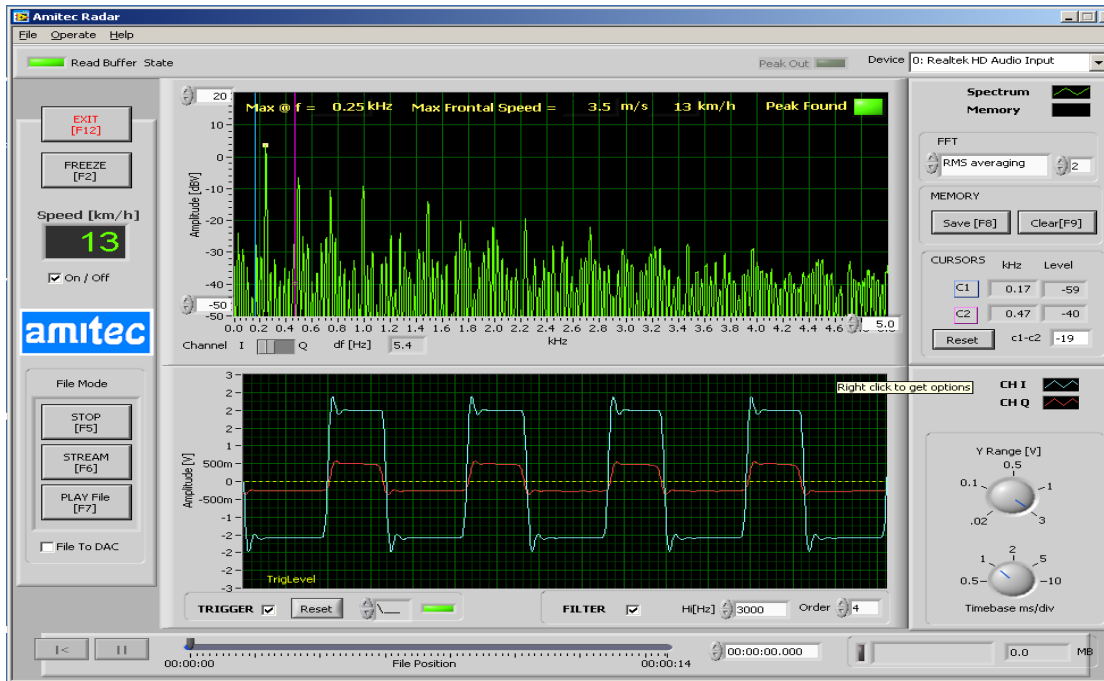 Amitec Radar
File Operate Help
Read Buffer State
Peak Out
Device 0: Realtek HD Audio Input
EXIT
[F12]
FREEZE
[F2]
Speed [km/h]
13
On / Off
amitec
File Mode
STOP
[F5]
STREAM
[F6]
PLAY File
[F7]
File To DAC
20
Max @ f = 0.25 kHz Max Frontal Speed = 3.5 m/s 13 km/h Peak Found
10
0
-10
-20
-30
-40
-50
-50
Amplitude [dBV]
0.0 0.2 0.4 0.6 0.8 1.0 1.2 1.4 1.6 1.8 2.0 2.2 2.4 2.6 2.8 3.0 3.2 3.4 3.6 3.8 4.0 4.2 4.4 4.6
5.0
kHz
Channel I Q df [Hz] 5.4
Spectrum
Memory
FFT
RMS averaging 2
MEMORY
Save [F8] Clear[F9]
CURSORS kHz Level
C1 0.17 -59
C2 0.47 -40
Reset c1-c2 -19
Right click to get options
3
2
2
1
500m
0
-500m
-1
-2
-2
-3
Amplitude [V]
TrigLevel
TRIGGER Reset
FILTER Hi[Hz] 3000 Order 4
CH I
CH Q
Y Range [V]
0.5
0.1 1
.02 3
2
1 5
0.5 10
Timebase ms/div
00:00:00 File Position 00:00:14
00:00:00.000
0.0 MB